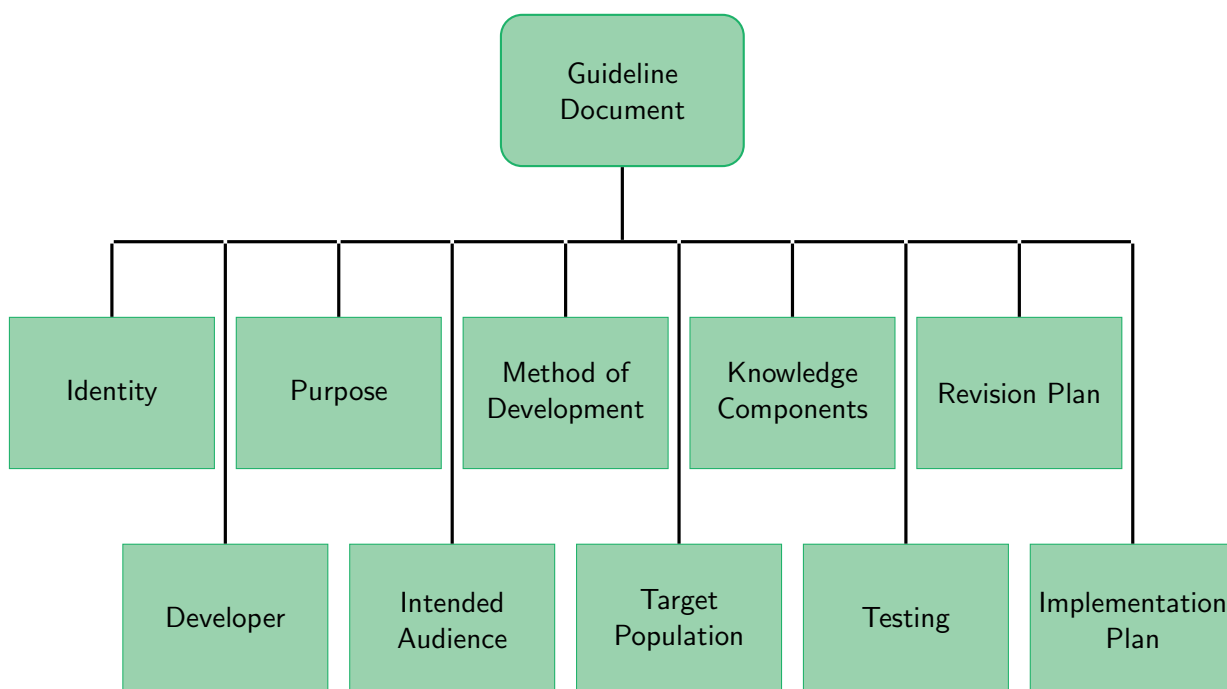 Guideline
Document
Identity
Purpose
Method of
Development
Knowledge
Components
Revision Plan
Developer
Intended
Audience
Target
Population
Testing
Implementation
Plan